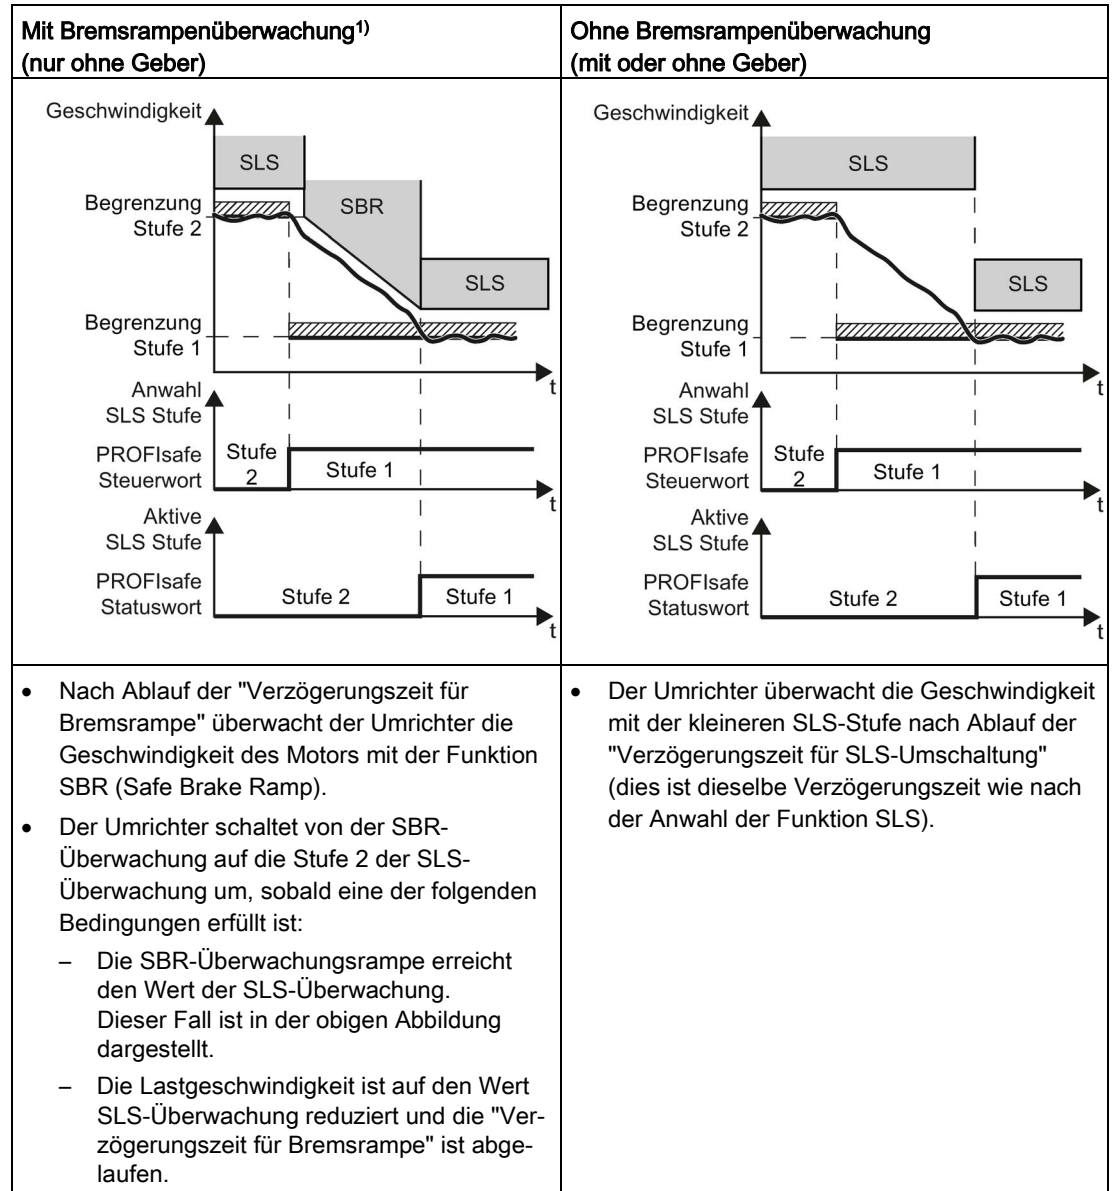 Mit Bremsrampenüberwachung1)
(nur ohne Geber)
Geschwindigkeit
SLS
Begrenzung
Stufe 2
SBR
SLS
Begrenzung
Stufe 1
t
Anwahl
SLS Stufe
PROFIsafe
Steuerwort
Stufe
2
Stufe 1
t
Aktive
SLS Stufe
PROFIsafe
Statuswort
Stufe 2
Stufe 1
t
• Nach Ablauf der "Verzögerungszeit für
Bremsrampe" überwacht der Umrichter die
Geschwindigkeit des Motors mit der Funktion
SBR (Safe Brake Ramp).
• Der Umrichter schaltet von der SBR-
Überwachung auf die Stufe 2 der SLS-
Überwachung um, sobald eine der folgenden
Bedingungen erfüllt ist:
– Die SBR-Überwachungsrampe erreicht
den Wert der SLS-Überwachung.
Dieser Fall ist in der obigen Abbildung
dargestellt.
– Die Lastgeschwindigkeit ist auf den Wert
SLS-Überwachung reduziert und die "Ver-
zögerungszeit für Bremsrampe" ist abge-
laufen.
Ohne Bremsrampenüberwachung
(mit oder ohne Geber)
Geschwindigkeit
SLS
Begrenzung
Stufe 2
SLS
Begrenzung
Stufe 1
t
Anwahl
SLS Stufe
PROFIsafe
Steuerwort
Stufe
2
Stufe 1
t
Aktive
SLS Stufe
PROFIsafe
Statuswort
Stufe 2
Stufe 1
t
• Der Umrichter überwacht die Geschwindigkeit
mit der kleineren SLS-Stufe nach Ablauf der
"Verzögerungszeit für SLS-Umschaltung"
(dies ist dieselbe Verzögerungszeit wie nach
der Anwahl der Funktion SLS).